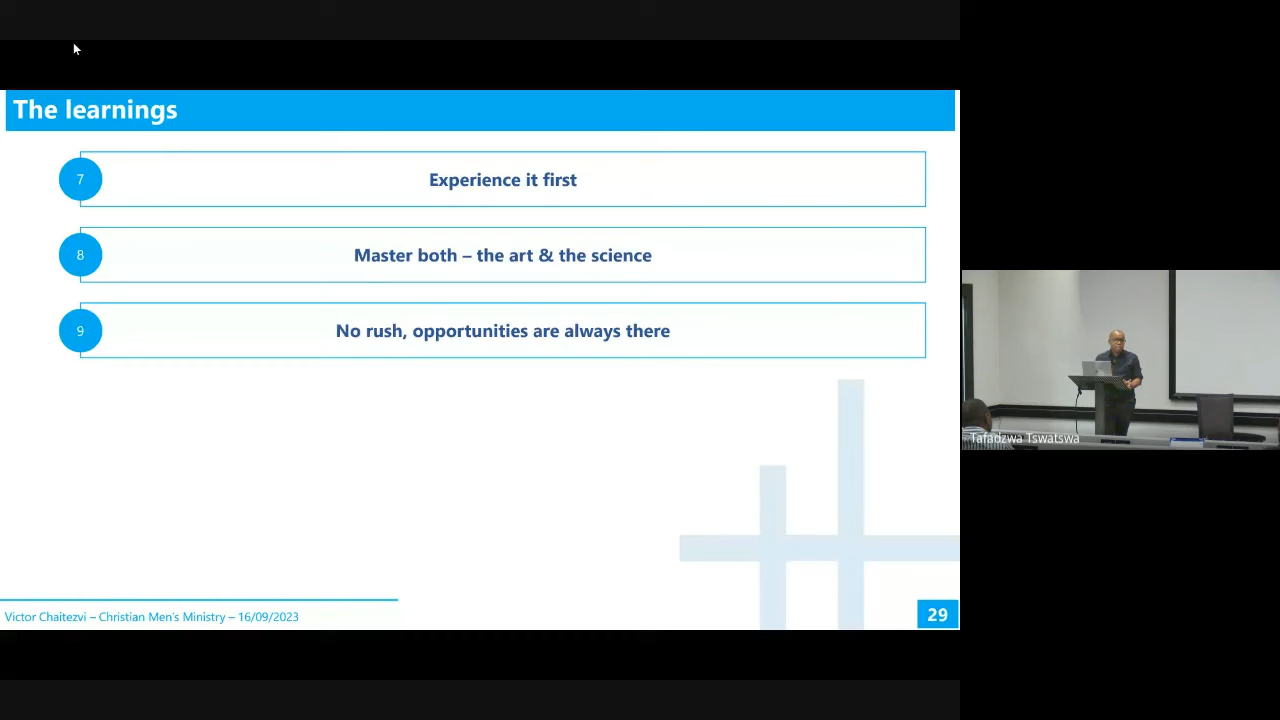 The learnings
7
Experience it first
8
Master both – the art & the science
9
No rush, opportunities are always there
Tafadzwa Tswatswa
Victor Chaitezvi – Christian Men's Ministry – 16/09/2023
29